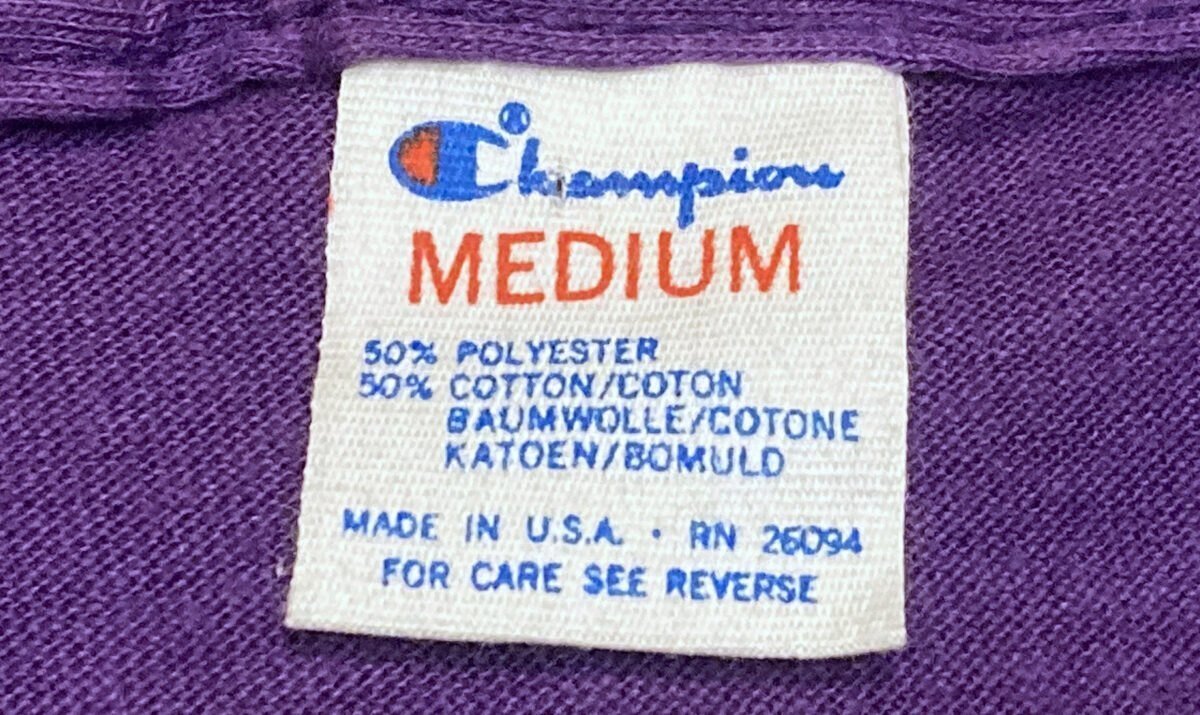 Champion
MEDIUM
50% POLYESTER
50% COTTON/COTON
BAUMWOLLE/COTONE
KATOEN/BOMULD
MADE IN U.S.A. · RN 26094
FOR CARE SEE REVERSE